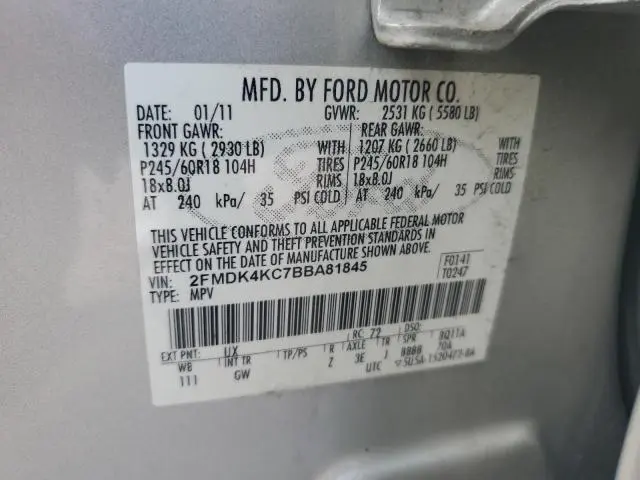 MFD. BY FORD MOTOR CO.
DATE: 01/11 GVWR: 2531 KG ( 5580 LB)
FRONT GAWR: REAR GAWR:
1329 KG ( 2930 LB) WITH 1207 KG ( 2660 LB) WITH
P245/60R18 104H TIRES P245/60R18 104H TIRES
18x8.0J RIMS 18x8.0J RIMS
AT 240 kPa/ 35 PSI COLD AT 240 kPa/ 35 PSI COLD
THIS VEHICLE CONFORMS TO ALL APPLICABLE FEDERAL MOTOR
VEHICLE SAFETY AND THEFT PREVENTION STANDARDS IN
EFFECT ON THE DATE OF MANUFACTURE SHOWN ABOVE.
VIN: 2FMDK4KC7BBA81845 F0141
TYPE: MPV T0247
EXT PNT: UX RC: 72 DSO:
WB INT TR TP/PS R AXLE TR SPR BQ11A
111 GW Z 3E J BBBB 70A
UTC